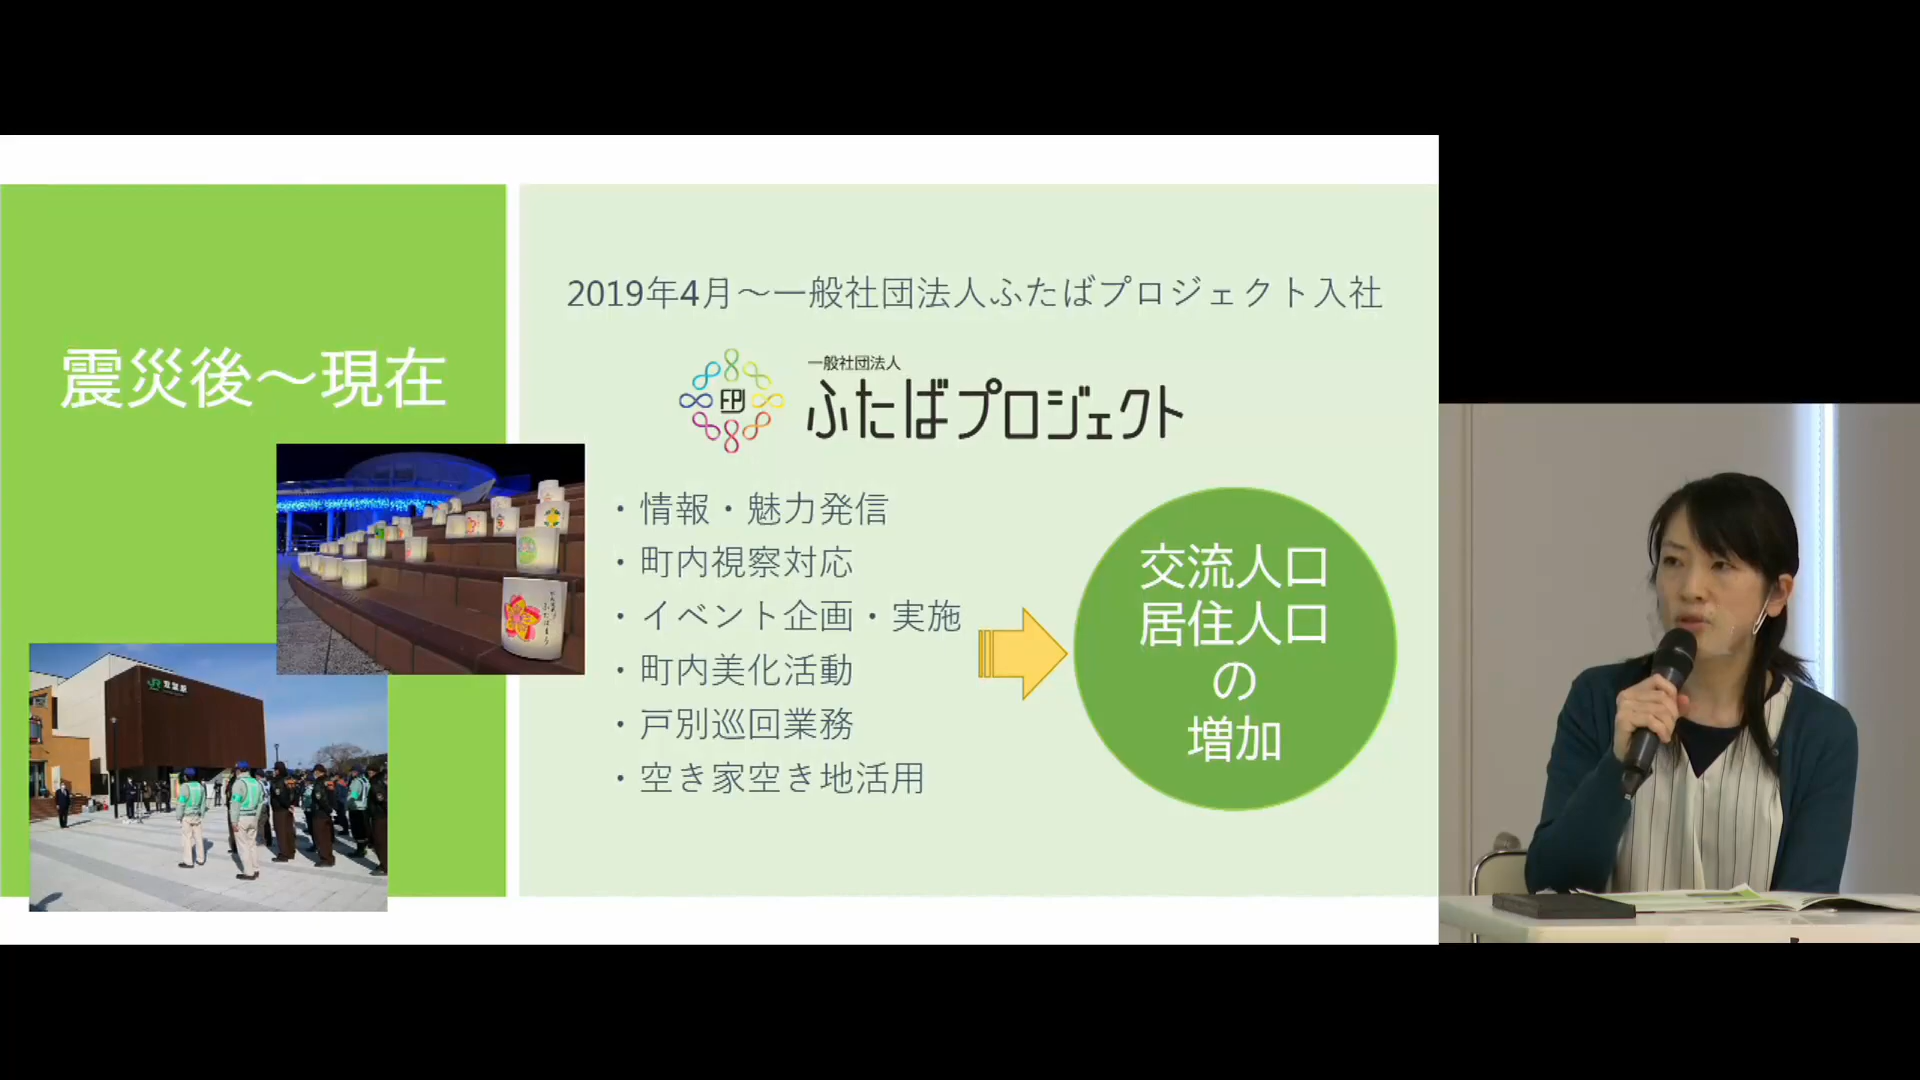 震災後～現在
2019年4月～一般社団法人ふたばプロジェクト入社
FPJ
一般社団法人
ふたばプロジェクト
・情報・魅力発信
・町内視察対応
・イベント企画・実施
・町内美化活動
・戸別巡回業務
・空き家空き地活用
交流人口
居住人口
の
増加
JR 双葉駅